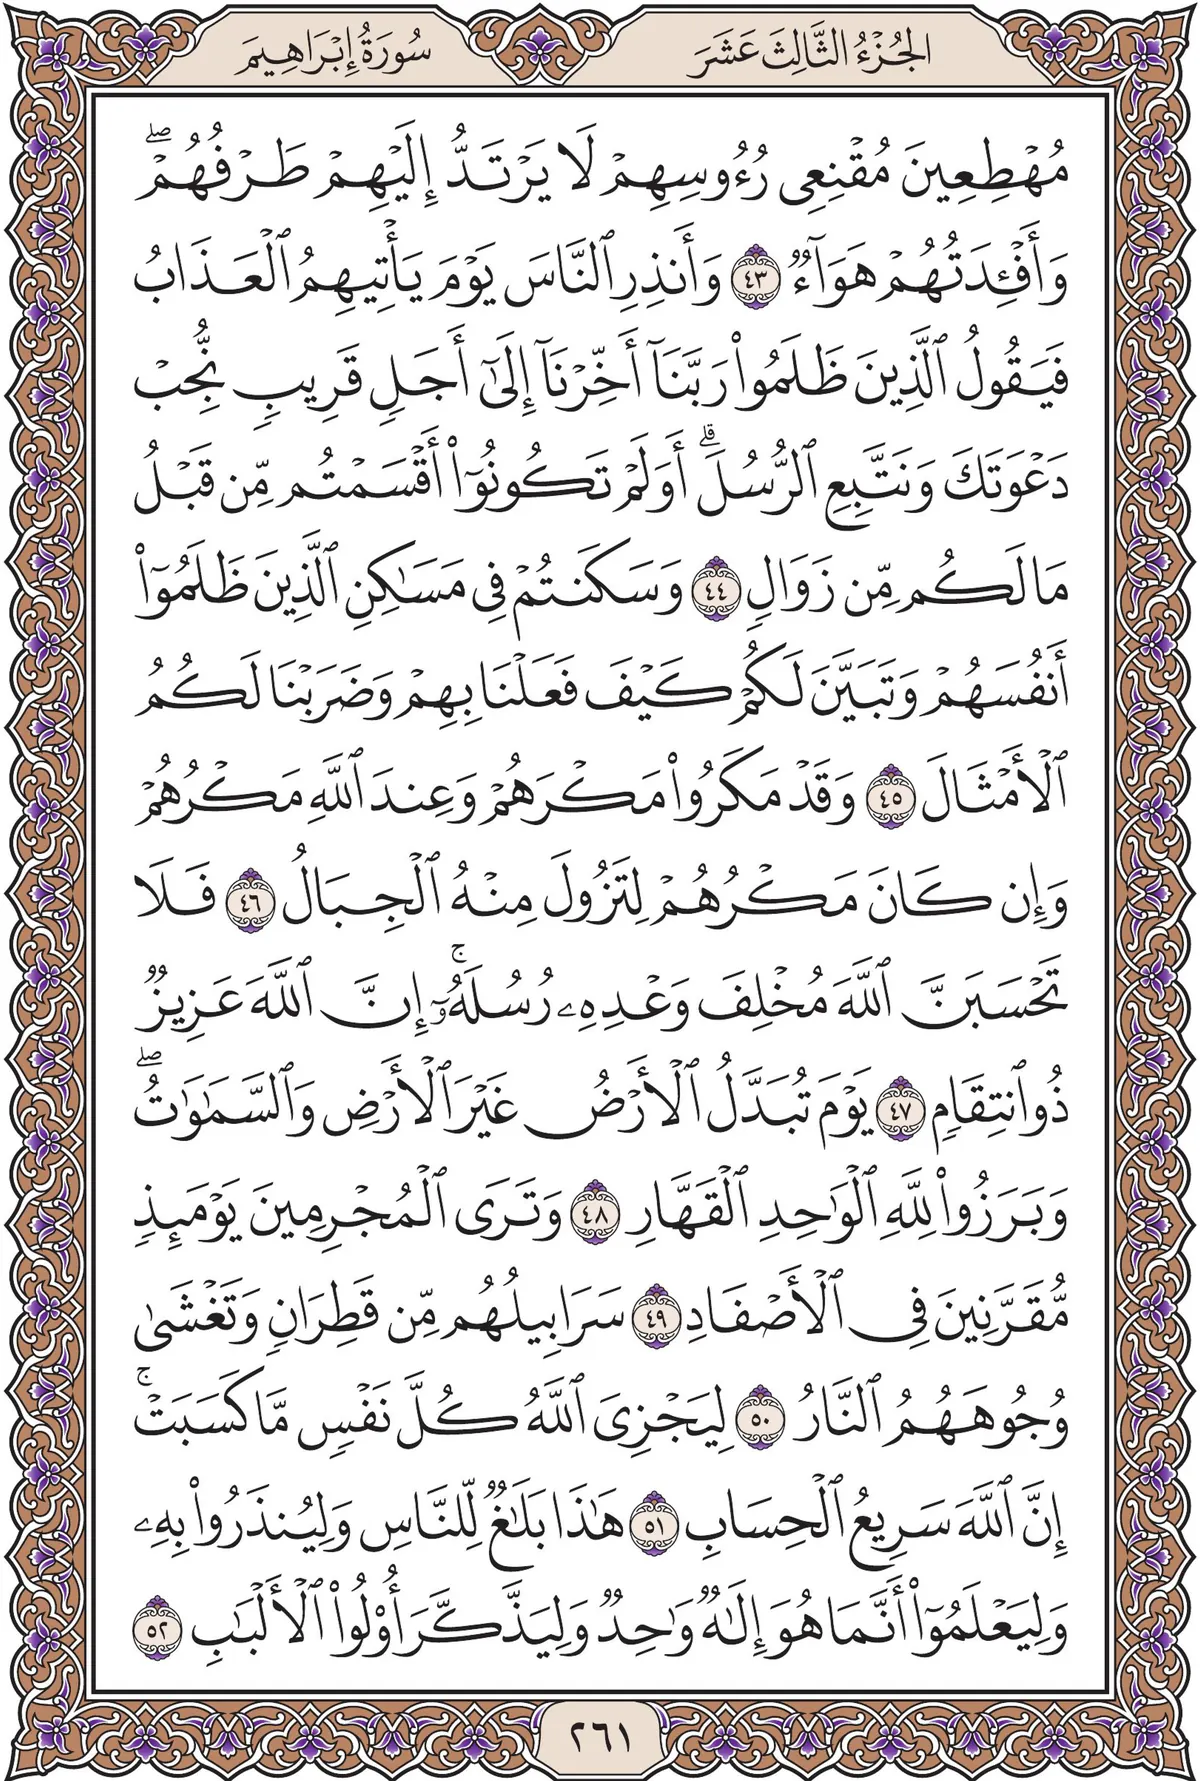 الجُزْءُ الثَّالِثَ عَشَرَ
سُورَةُ إِبْرَاهِيمَ
مُهۡطِعِينَ مُقۡنِعِي رُءُوسِهِمۡ لَا يَرۡتَدُّ إِلَيۡهِمۡ طَرۡفُهُمۡۖ
وَأَفۡـِٔدَتُهُمۡ هَوَآءٞ ٤٣ وَأَنذِرِ ٱلنَّاسَ يَوۡمَ يَأۡتِيهِمُ ٱلۡعَذَابُ
فَيَقُولُ ٱلَّذِينَ ظَلَمُواْ رَبَّنَآ أَخِّرۡنَآ إِلَىٰٓ أَجَلٖ قَرِيبٖ نُّجِبۡ
دَعۡوَتَكَ وَنَتَّبِعِ ٱلرُّسُلَۗ أَوَلَمۡ تَكُونُوٓاْ أَقۡسَمۡتُم مِّن قَبۡلُ
مَا لَكُم مِّن زَوَالٖ ٤٤ وَسَكَنتُمۡ فِي مَسَٰكِنِ ٱلَّذِينَ ظَلَمُوٓاْ
أَنفُسَهُمۡ وَتَبَيَّنَ لَكُمۡ كَيۡفَ فَعَلۡنَا بِهِمۡ وَضَرَبۡنَا لَكُمُ
ٱلۡأَمۡثَالَ ٤٥ وَقَدۡ مَكَرُواْ مَكۡرَهُمۡ وَعِندَ ٱللَّهِ مَكۡرُهُمۡ
وَإِن كَانَ مَكۡرُهُمۡ لِتَزُولَ مِنۡهُ ٱلۡجِبَالُ ٤٦ فَلَا
تَحۡسَبَنَّ ٱللَّهَ مُخۡلِفَ وَعۡدِهِۦ رُسُلَهُۥٓۚ إِنَّ ٱللَّهَ عَزِيزٞ
ذُو ٱنتِقَامٖ ٤٧ يَوۡمَ تُبَدَّلُ ٱلۡأَرۡضُ غَيۡرَ ٱلۡأَرۡضِ وَٱلسَّمَٰوَٰتُۖ
وَبَرَزُواْ لِلَّهِ ٱلۡوَٰحِدِ ٱلۡقَهَّارِ ٤٨ وَتَرَى ٱلۡمُجۡرِمِينَ يَوۡمَئِذٖ
مُّقَرَّنِينَ فِي ٱلۡأَصۡفَادِ ٤٩ سَرَابِيلُهُم مِّن قَطِرَانٖ وَتَغۡشَىٰ
وُجُوهَهُمُ ٱلنَّارُ ٥٠ لِيَجۡزِيَ ٱللَّهُ كُلَّ نَفۡسٖ مَّا كَسَبَتۡۚ
إِنَّ ٱللَّهَ سَرِيعُ ٱلۡحِسَابِ ٥١ هَٰذَا بَلَٰغٞ لِّلنَّاسِ وَلِيُنذَرُواْ بِهِۦ
وَلِيَعۡلَمُوٓاْ أَنَّمَا هُوَ إِلَٰهٞ وَٰحِدٞ وَلِيَذَّكَّرَ أُوْلُواْ ٱلۡأَلۡبَٰبِ ٥٢
٢٦١